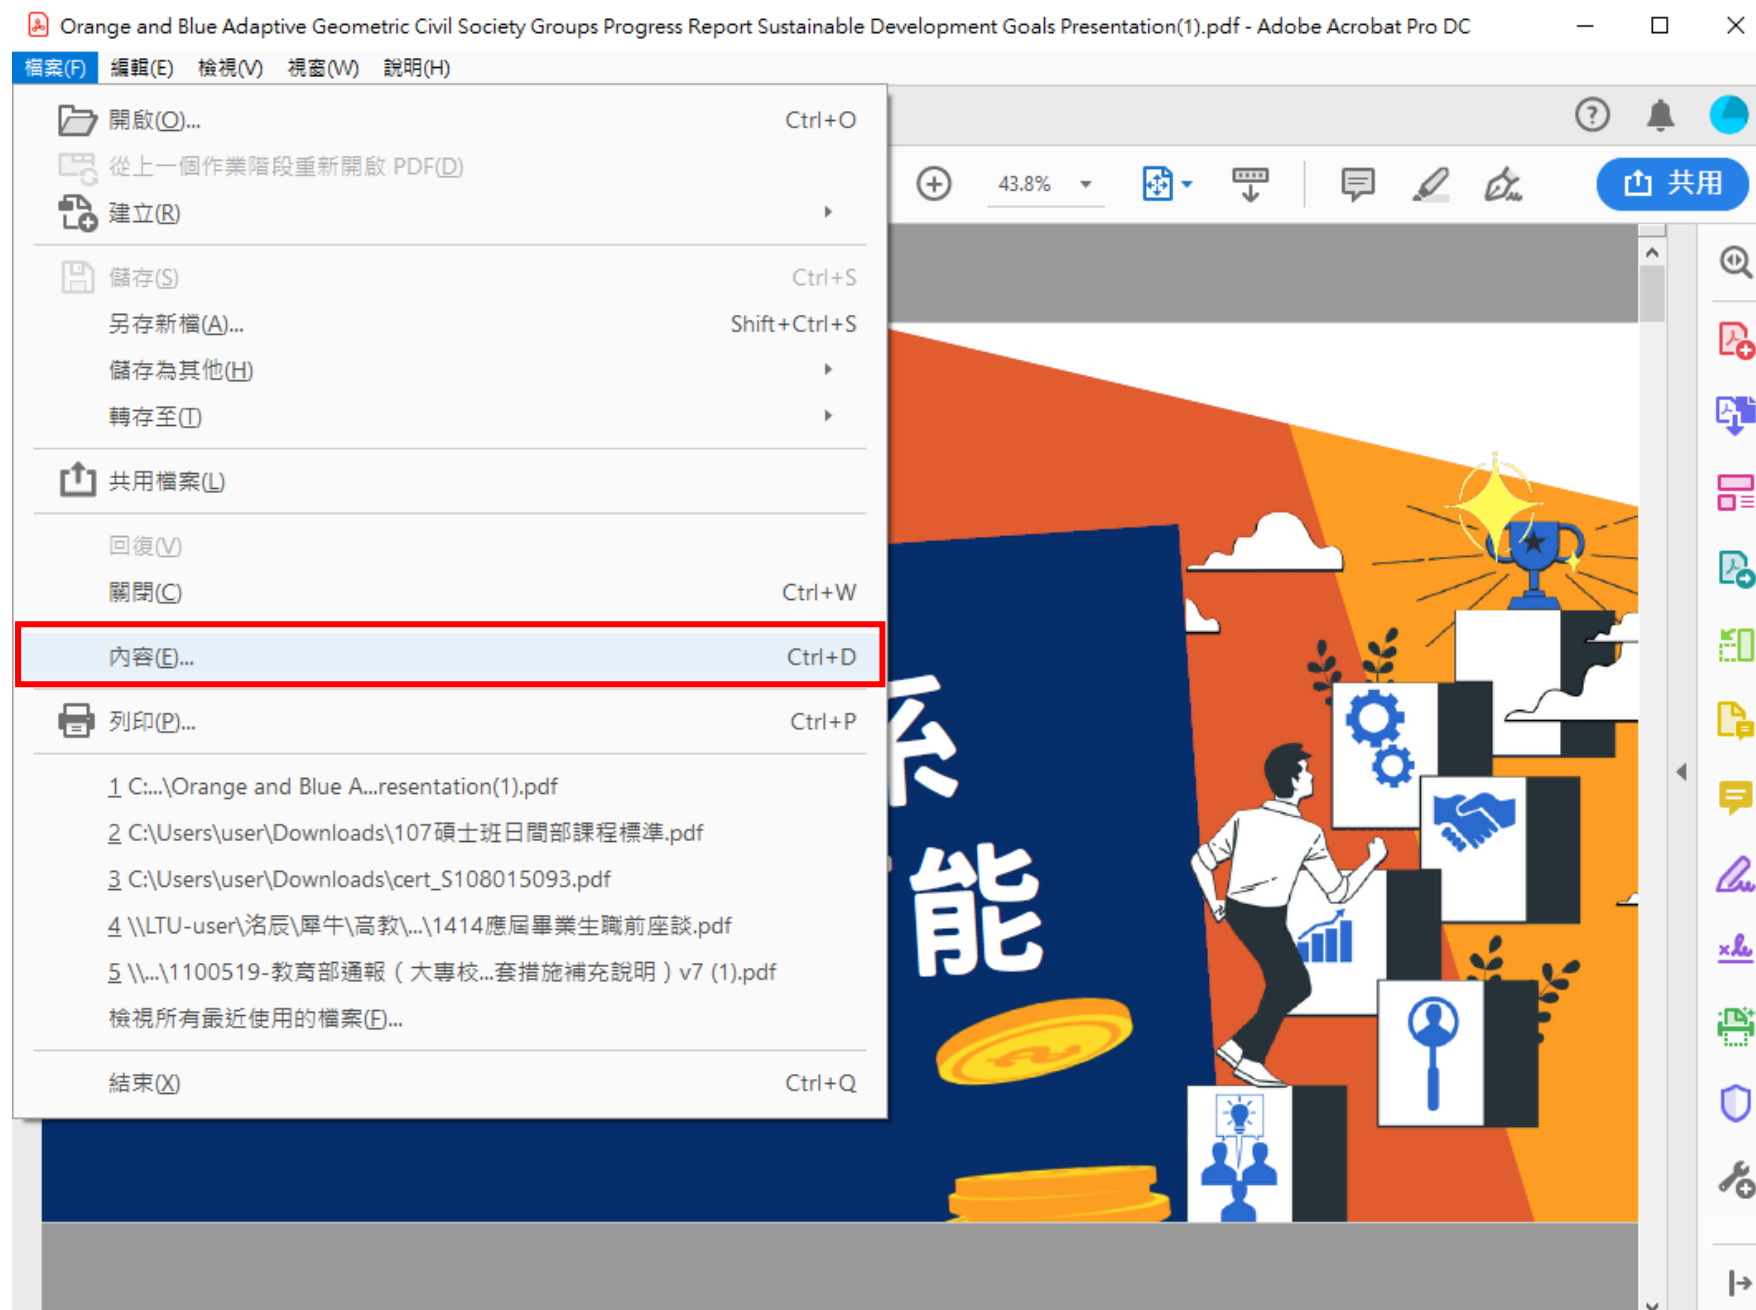 Orange and Blue Adaptive Geometric Civil Society Groups Progress Report Sustainable Development Goals Presentation(1).pdf - Adobe Acrobat Pro DC
檔案(F) 編輯(E) 檢視(V) 視窗(W) 說明(H)
開啟(O)... Ctrl+O
從上一個作業階段重新開啟 PDF(D)
建立(R)
43.8%
共用
儲存(S) Ctrl+S
另存新檔(A)... Shift+Ctrl+S
儲存為其他(H)
轉存至(T)
共用檔案(L)
回復(V)
關閉(C) Ctrl+W
內容(E)... Ctrl+D
列印(P)... Ctrl+P
1 C:...\Orange and Blue A...resentation(1).pdf
2 C:\Users\user\Downloads\107碩士班日間部課程標準.pdf
3 C:\Users\user\Downloads\cert_S108015093.pdf
4 \\LTU-user\洺辰\犀牛\高教\...\1414應屆畢業生職前座談.pdf
5 \\...\1100519-教育部通報（大專校...套措施補充說明）v7 (1).pdf
檢視所有最近使用的檔案(F)...
結束(X) Ctrl+Q
系
能